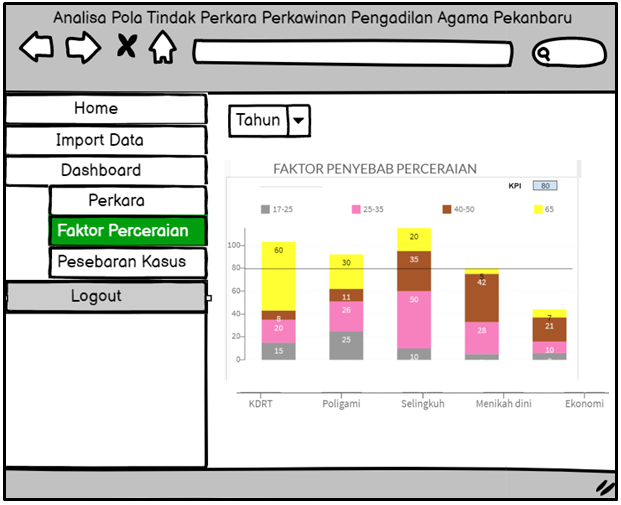 Analisa Pola Tindak Perkara Perkawinan Pengadilan Agama Pekanbaru
Home
Import Data
Dashboard
Perkara
Faktor Perceraian
Pesebaran Kasus
Logout
Tahun
FAKTOR PENYEBAB PERCERAIAN
KPI 80
17-25 25-35 40-50 65
100
80
60
40
20
0
60
8
20
15
30
11
26
25
20
35
50
10
5
42
28
7
21
10
KDRT Poligami Selingkuh Menikah dini Ekonomi